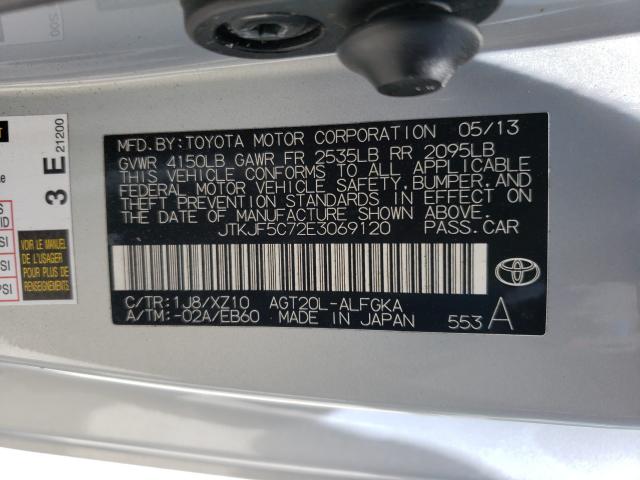 MFD. BY: TOYOTA MOTOR CORPORATION 05/13
GVWR 4150LB GAWR FR 2535LB RR 2095LB
THIS VEHICLE CONFORMS TO ALL APPLICABLE
FEDERAL MOTOR VEHICLE SAFETY, BUMPER, AND
THEFT PREVENTION STANDARDS IN EFFECT ON
THE DATE OF MANUFACTURE SHOWN ABOVE.
JTKJF5C72E3069120 PASS. CAR
C/TR: 1J8/XZ10 AGT20L-ALFGKA
A/TM: -02A/EB60 MADE IN JAPAN 553 A
TOYOTA
3 E
21200
VOIR LE MANUEL
DE L'USAGER
POUR PLUS DE
RENSEIGNEMENTS
PSI